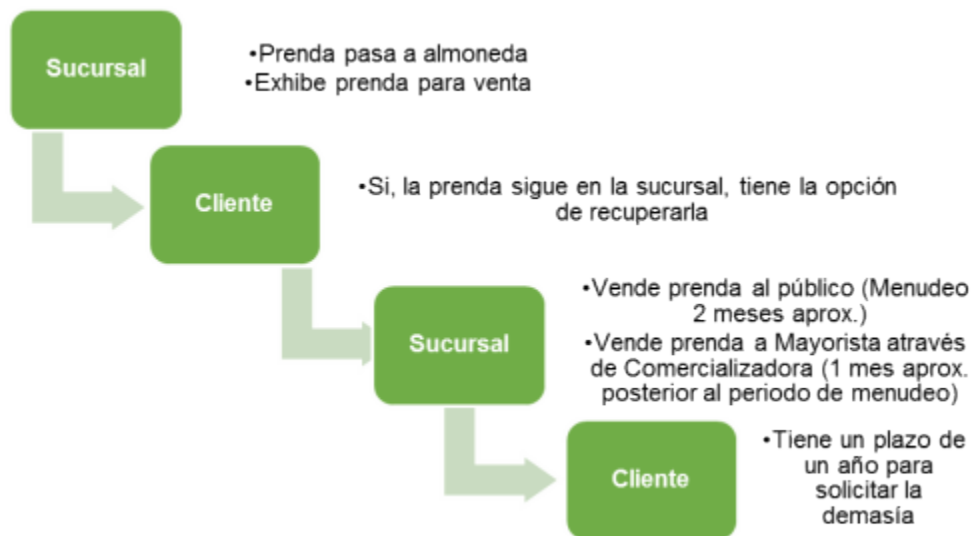 Sucursal
•Prenda pasa a almoneda
•Exhibe prenda para venta
Cliente
•Si, la prenda sigue en la sucursal, tiene la opción
de recuperarla
Sucursal
•Vende prenda al público (Menudeo
2 meses aprox.)
•Vende prenda a Mayorista através
de Comercializadora (1 mes aprox.
posterior al periodo de menudeo)
Cliente
•Tiene un plazo de
un año para
solicitar la
demasía